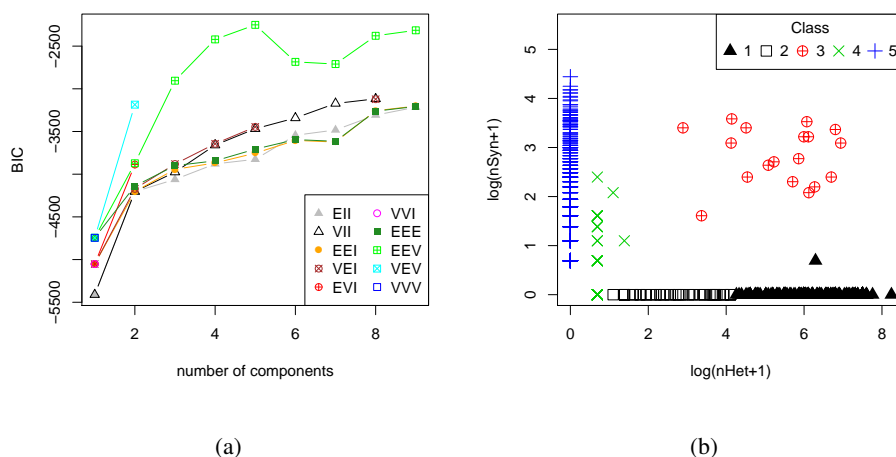 BIC
-2500
-3500
-4500
-5500
2
4
6
8
number of components
EII
VII
EEI
VEI
EVI
VVI
EEE
EEV
VEV
VVV
(a)
log(nSyn+1)
5
4
3
2
1
0
0
2
4
6
8
log(nHet+1)
Class
1 2 3 4 5
(b)